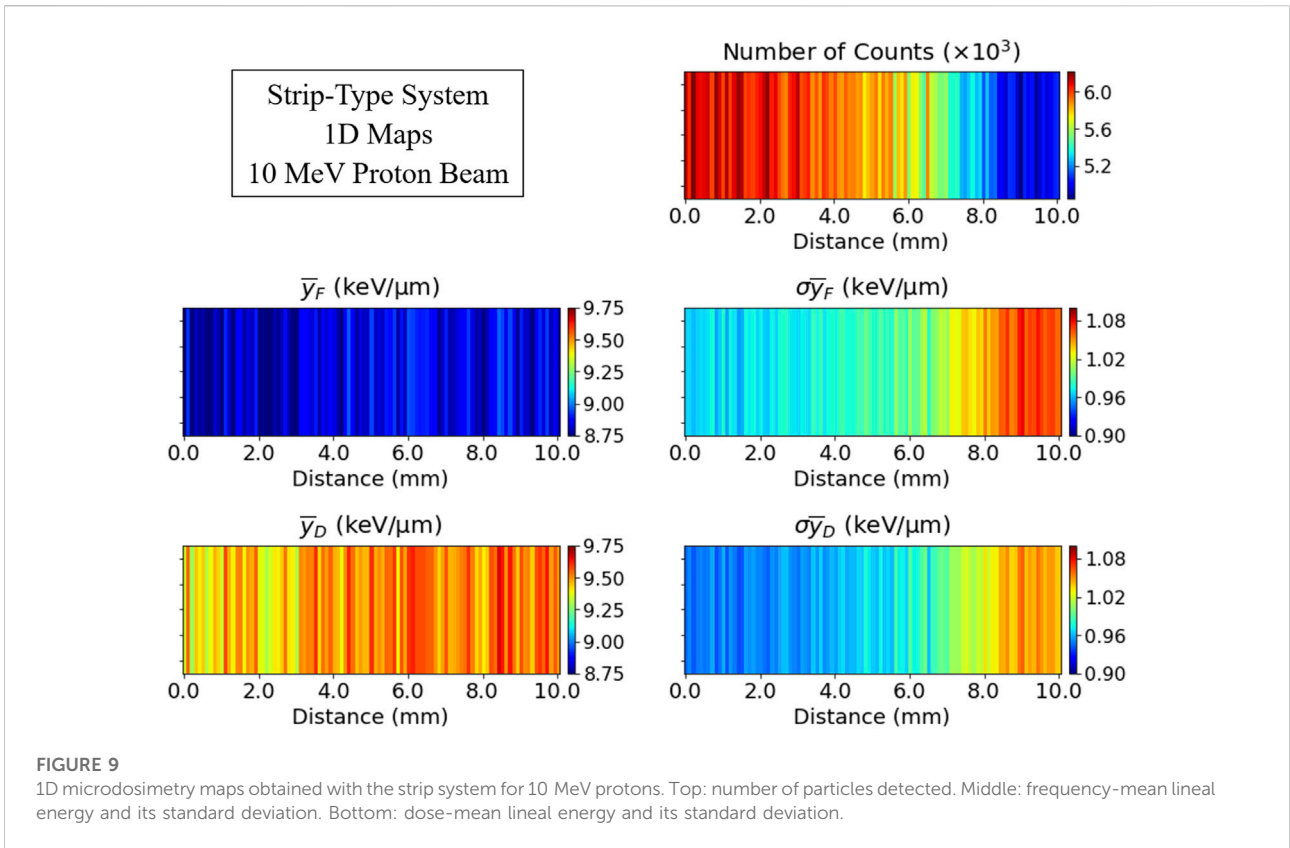 Strip-Type System
1D Maps
10 MeV Proton Beam
Number of Counts (×10³)
6.0
5.6
5.2
0.0 2.0 4.0 6.0 8.0 10.0
Distance (mm)
y̅_F (keV/μm)
9.75
9.50
9.25
9.00
8.75
0.0 2.0 4.0 6.0 8.0 10.0
Distance (mm)
σy̅_F (keV/μm)
1.08
1.02
0.96
0.90
0.0 2.0 4.0 6.0 8.0 10.0
Distance (mm)
y̅_D (keV/μm)
9.75
9.50
9.25
9.00
8.75
0.0 2.0 4.0 6.0 8.0 10.0
Distance (mm)
σy̅_D (keV/μm)
1.08
1.02
0.96
0.90
0.0 2.0 4.0 6.0 8.0 10.0
Distance (mm)
FIGURE 9
1D microdosimetry maps obtained with the strip system for 10 MeV protons. Top: number of particles detected. Middle: frequency-mean lineal
energy and its standard deviation. Bottom: dose-mean lineal energy and its standard deviation.